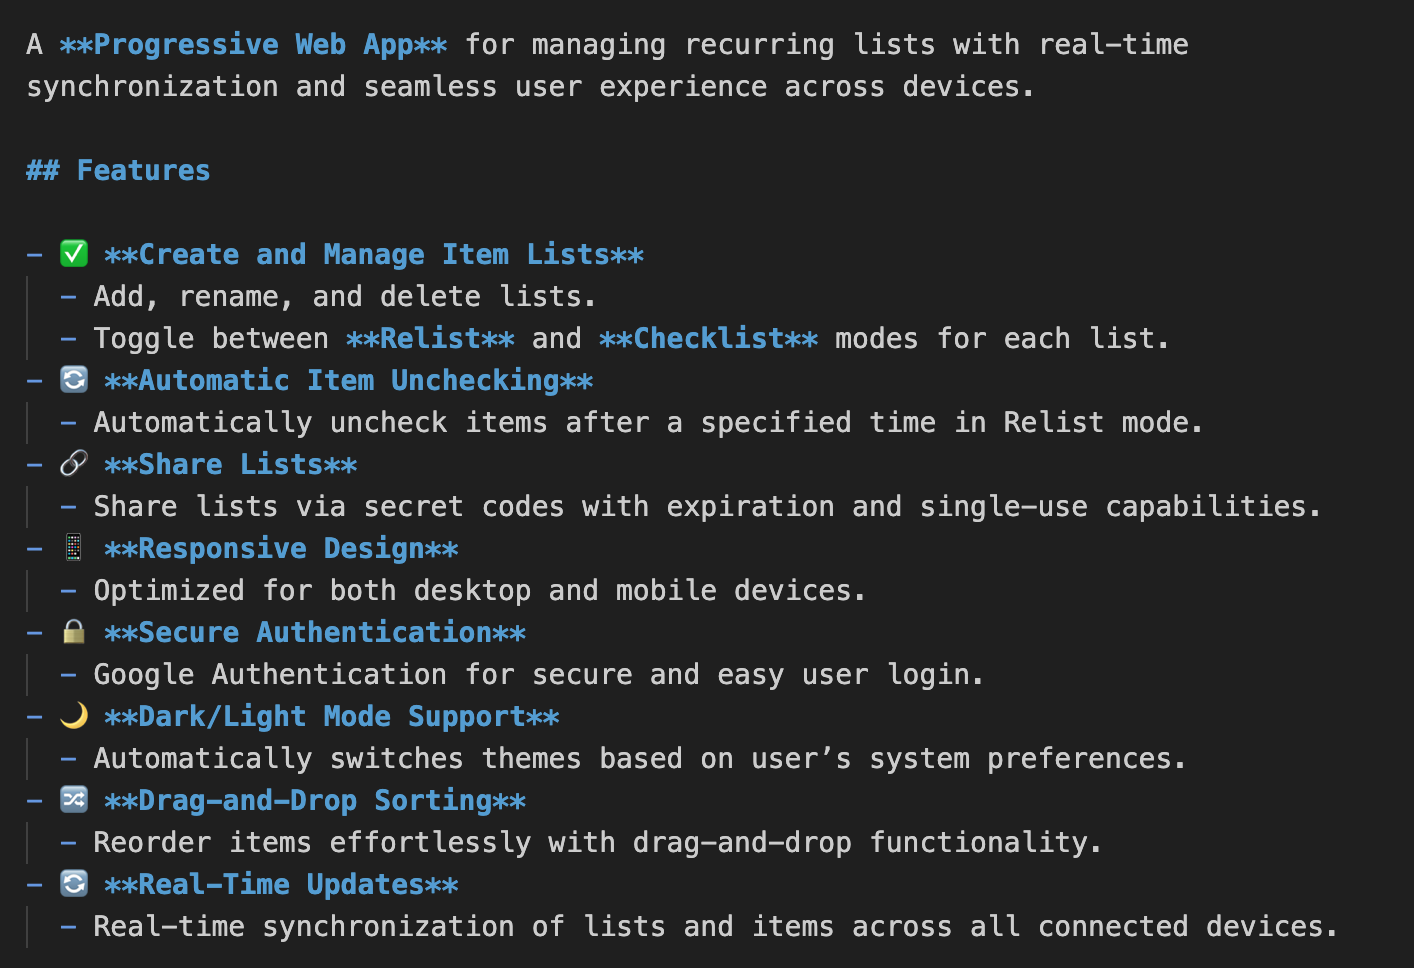 A **Progressive Web App** for managing recurring lists with real-time
synchronization and seamless user experience across devices.
## Features
- ✅ **Create and Manage Item Lists**
- Add, rename, and delete lists.
- Toggle between **Relist** and **Checklist** modes for each list.
- 🔄 **Automatic Item Unchecking**
- Automatically uncheck items after a specified time in Relist mode.
- 🔗 **Share Lists**
- Share lists via secret codes with expiration and single-use capabilities.
- 📱 **Responsive Design**
- Optimized for both desktop and mobile devices.
- 🔒 **Secure Authentication**
- Google Authentication for secure and easy user login.
- 🌙 **Dark/Light Mode Support**
- Automatically switches themes based on user’s system preferences.
- 🔀 **Drag-and-Drop Sorting**
- Reorder items effortlessly with drag-and-drop functionality.
- 🔄 **Real-Time Updates**
- Real-time synchronization of lists and items across all connected devices.